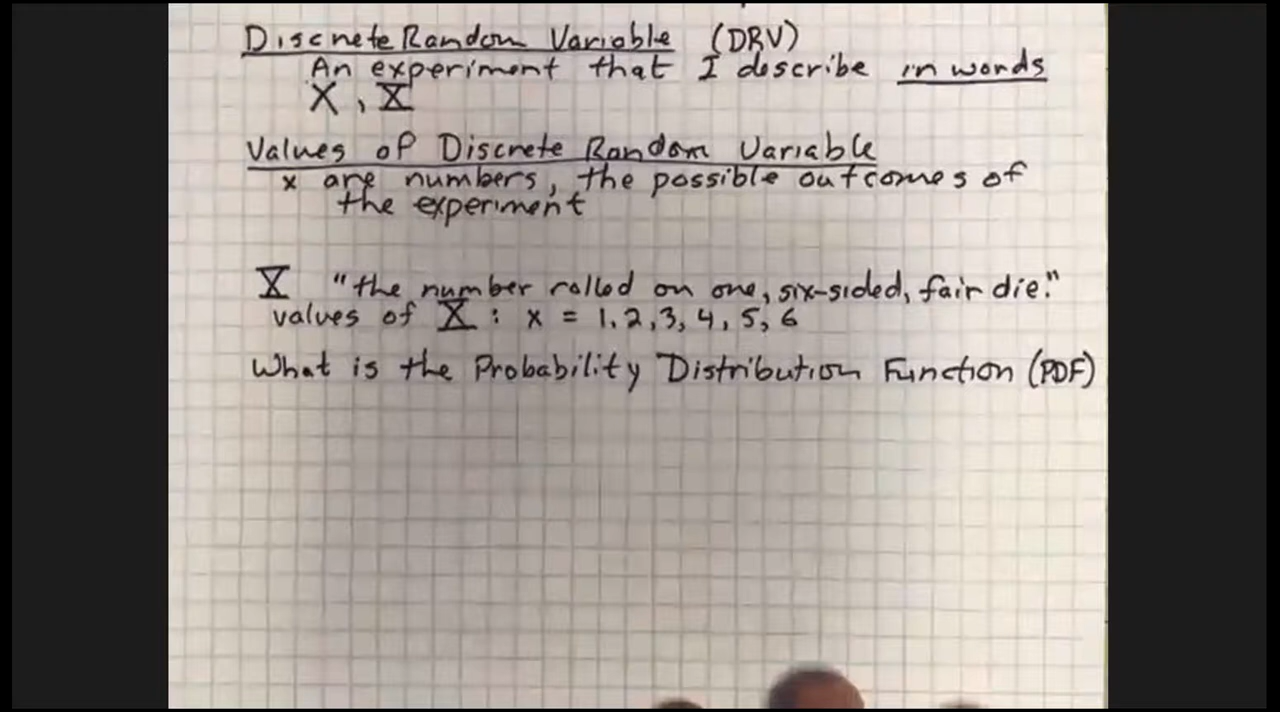 Discrete Random Variable (DRV)
An experiment that I describe in words
X, X
Values of Discrete Random Variable
x are numbers, the possible outcomes of
the experiment
X "the number rolled on one, six-sided, fair die."
values of X : x = 1, 2, 3, 4, 5, 6
What is the Probability Distribution Function (PDF)